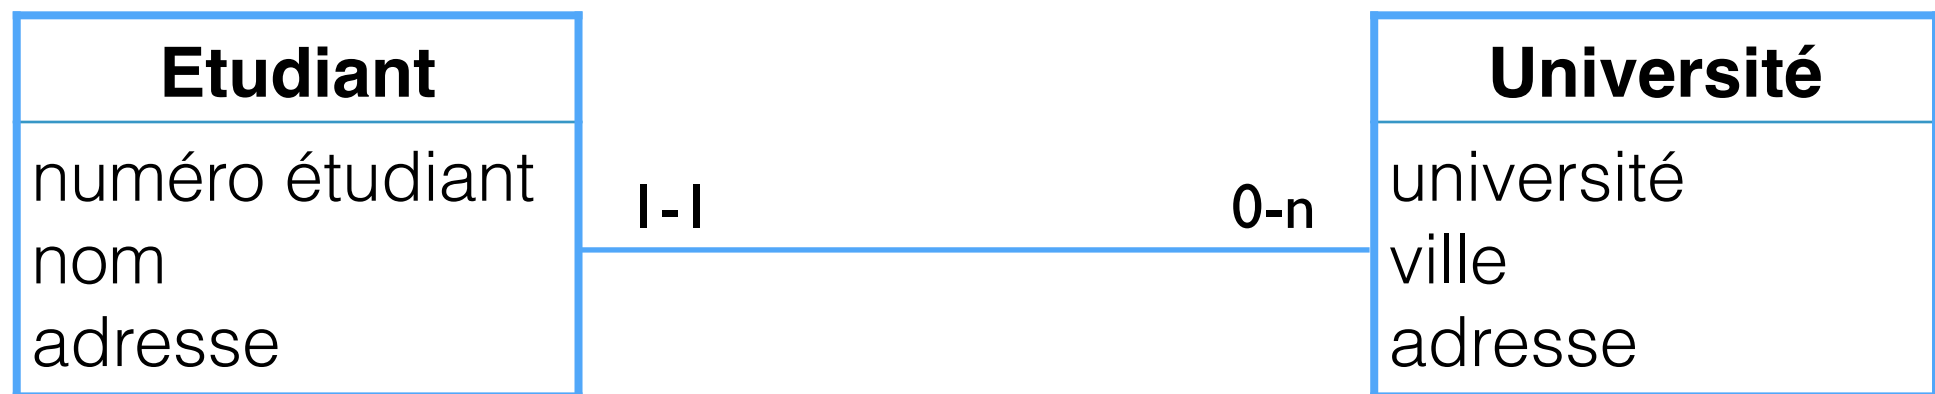 Etudiant
numéro étudiant
nom
adresse
1-1
0-n
Université
université
ville
adresse